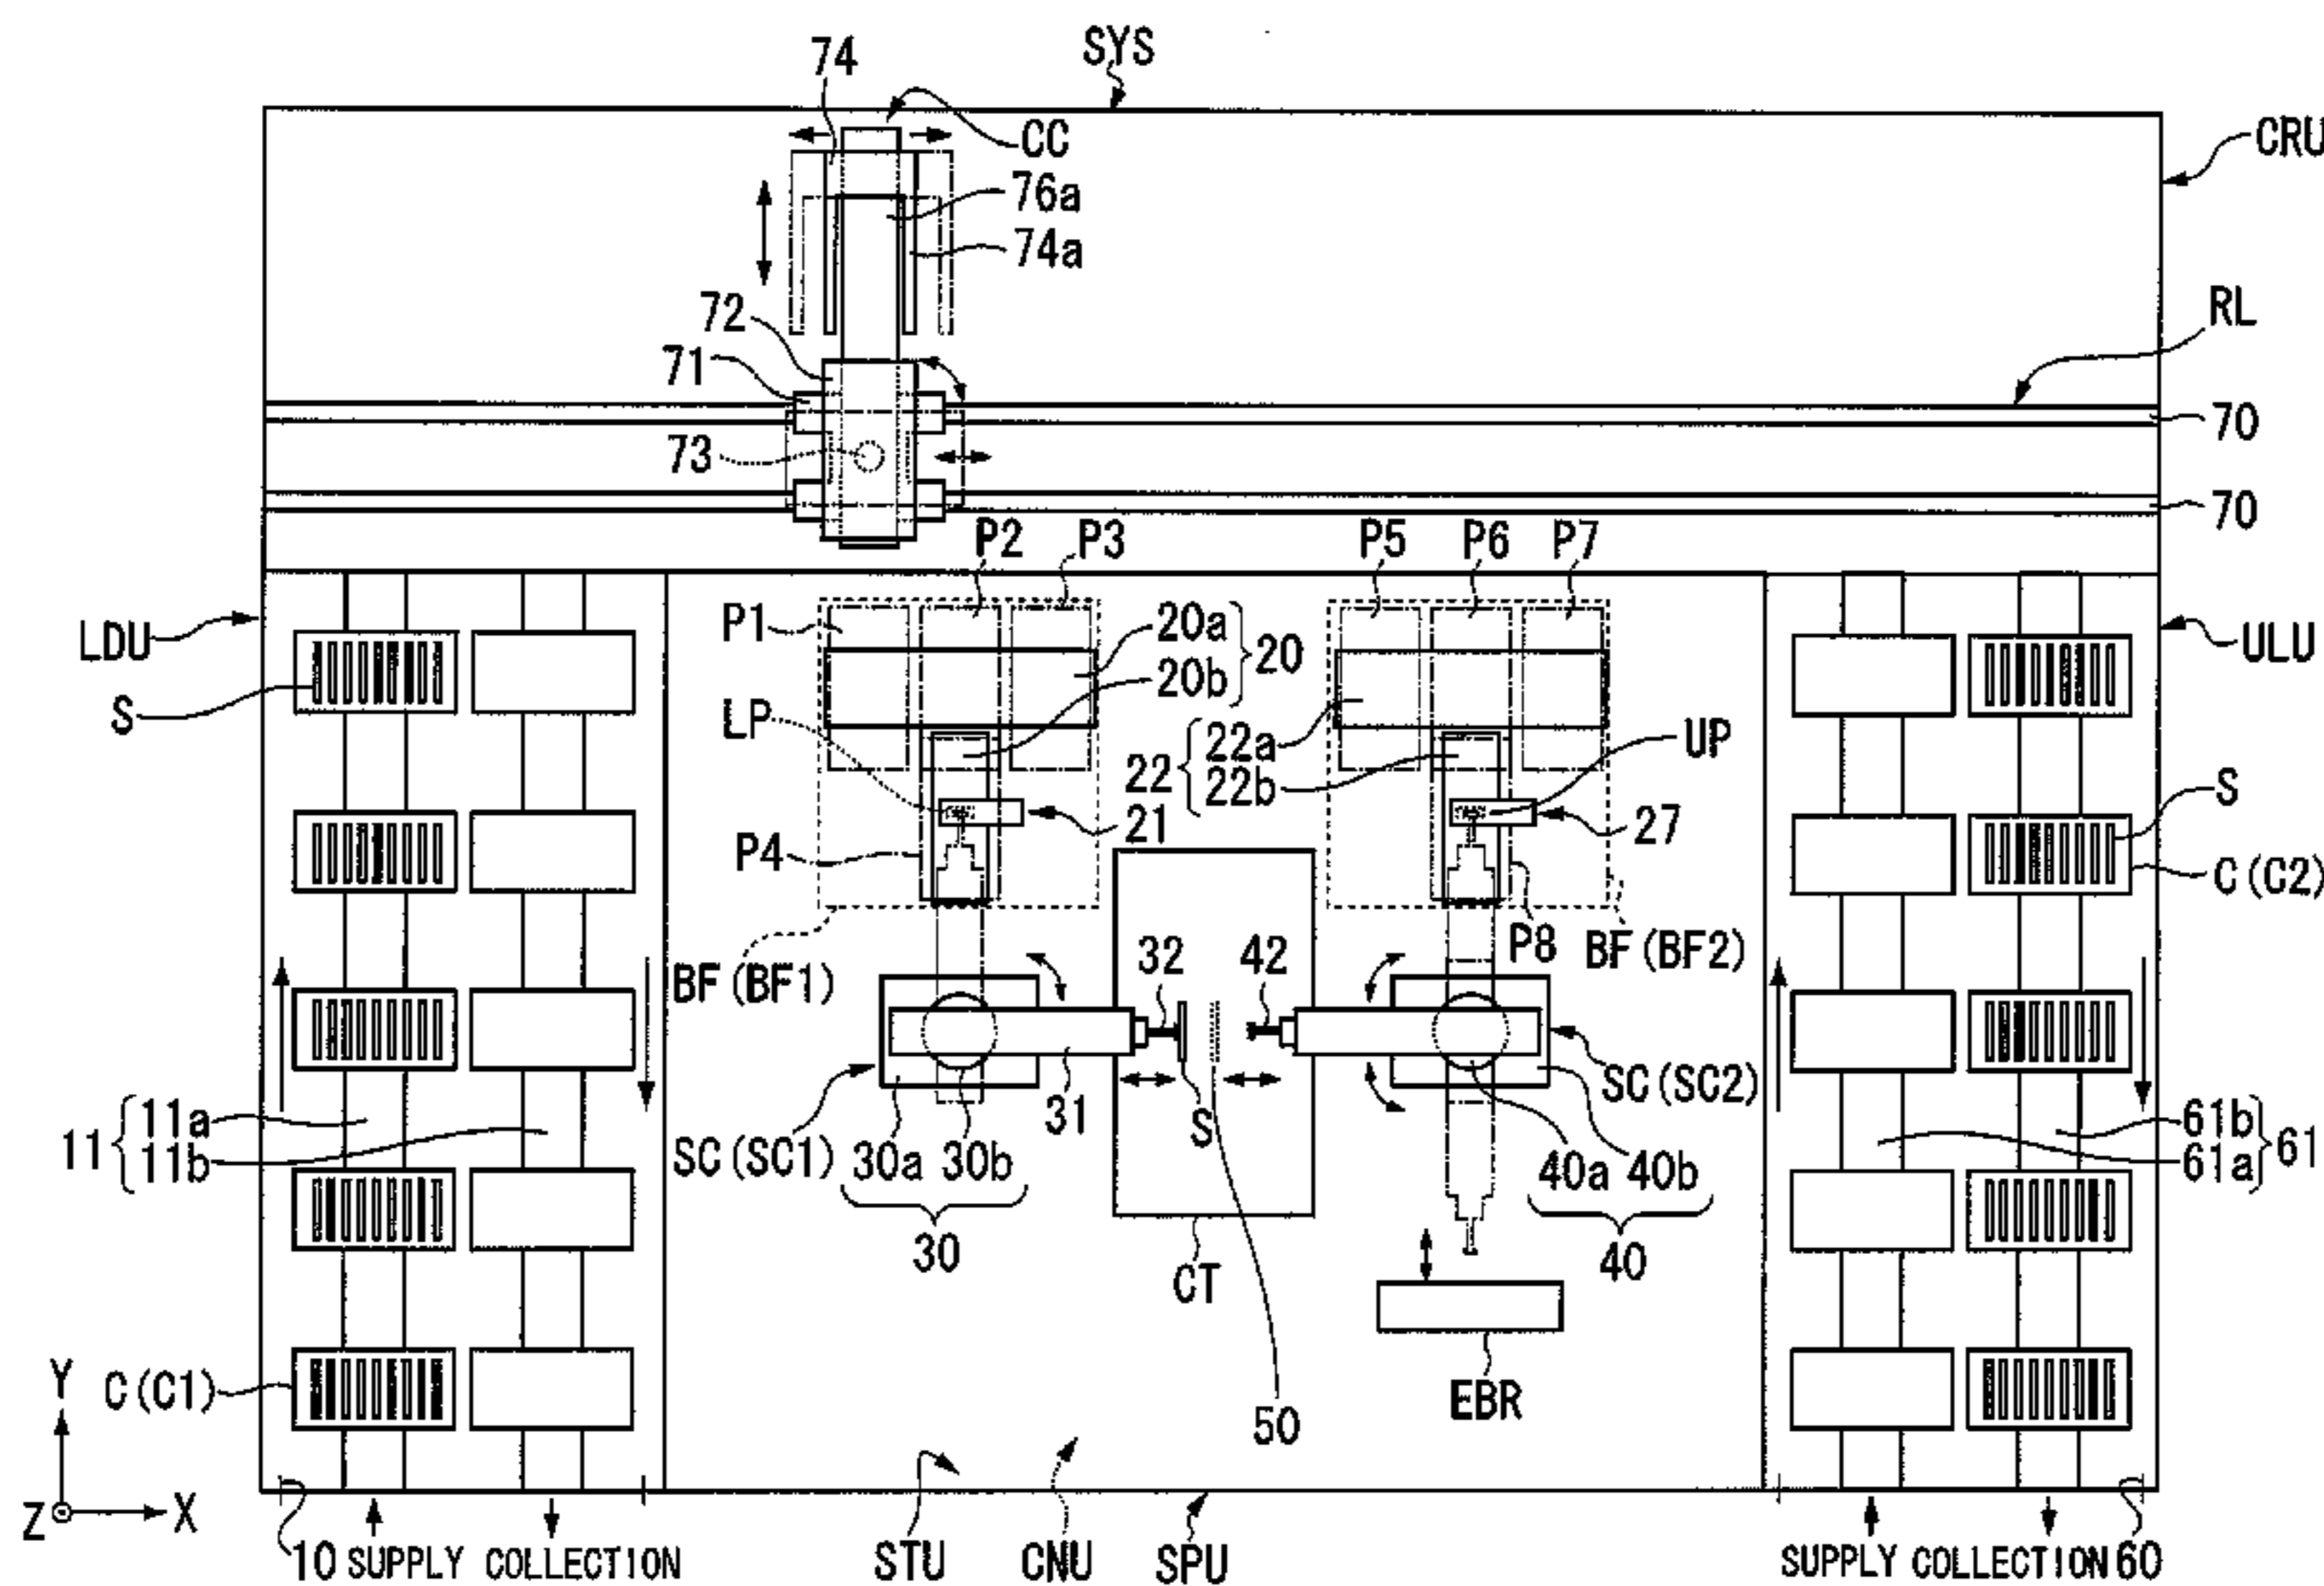 SYS
74
CC
CRU
76a
74a
72
RL
71
70
73
70
P2 P3 P5 P6 P7
P1
20a
20
20b
LDU
ULU
S
LP
22a
22
22b
UP
S
21
27
P4
C(C2)
P8
BF(BF1)
32
42
BF(BF2)
SC(SC2)
31
S
11a
11
11b
61b
61
61a
SC(SC1)
30a 30b
40a 40b
30
CT
40
C(C1)
EBR
50
Y
Z
X
10 SUPPLY COLLECTION
STU
CNU
SPU
SUPPLY COLLECTION 60